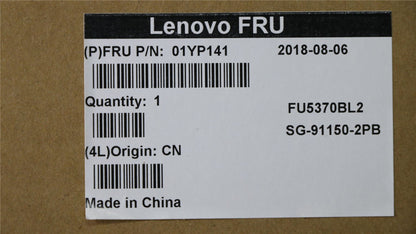 Lenovo FRU
(P)FRU P/N: 01YP141 2018-08-06
Quantity: 1 FU5370BL2
SG-91150-2PB
(4L)Origin: CN
Made in China